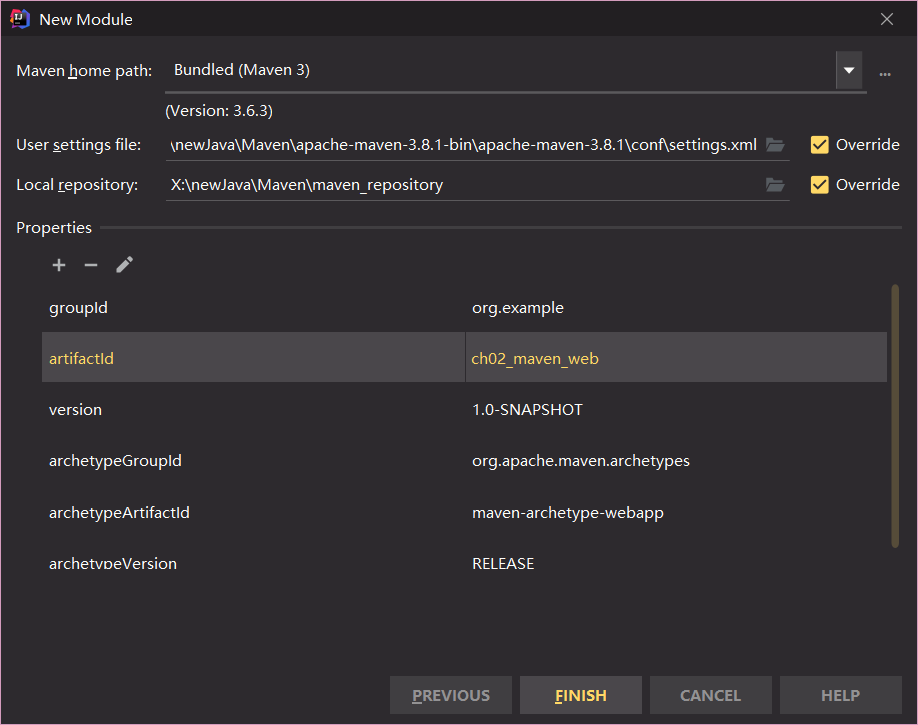 New Module
Maven home path: Bundled (Maven 3)
(Version: 3.6.3)
User settings file: \newJava\Maven\apache-maven-3.8.1-bin\apache-maven-3.8.1\conf\settings.xml Override
Local repository: X:\newJava\Maven\maven_repository Override
Properties
groupId org.example
artifactId ch02_maven_web
version 1.0-SNAPSHOT
archetypeGroupId org.apache.maven.archetypes
archetypeArtifactId maven-archetype-webapp
archetypeVersion RELEASE
PREVIOUS FINISH CANCEL HELP